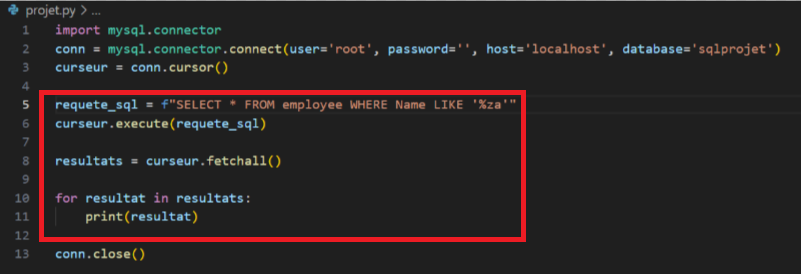 projet.py > ...
1 import mysql.connector
2 conn = mysql.connector.connect(user='root', password='', host='localhost', database='sqlprojet')
3 curseur = conn.cursor()
4
5 requete_sql = f"SELECT * FROM employee WHERE Name LIKE '%za'"
6 curseur.execute(requete_sql)
7
8 resultats = curseur.fetchall()
9
10 for resultat in resultats:
11     print(resultat)
12
13 conn.close()